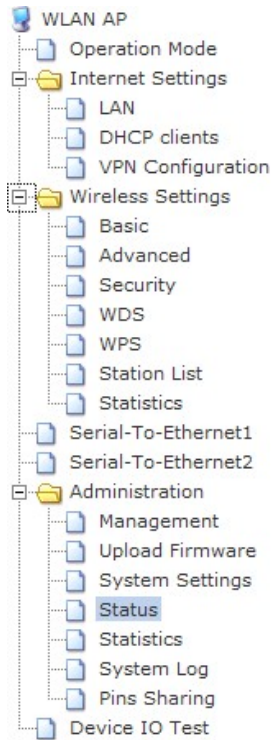 WLAN AP
Operation Mode
Internet Settings
LAN
DHCP clients
VPN Configuration
Wireless Settings
Basic
Advanced
Security
WDS
WPS
Station List
Statistics
Serial-To-Ethernet1
Serial-To-Ethernet2
Administration
Management
Upload Firmware
System Settings
Status
Statistics
System Log
Pins Sharing
Device IO Test